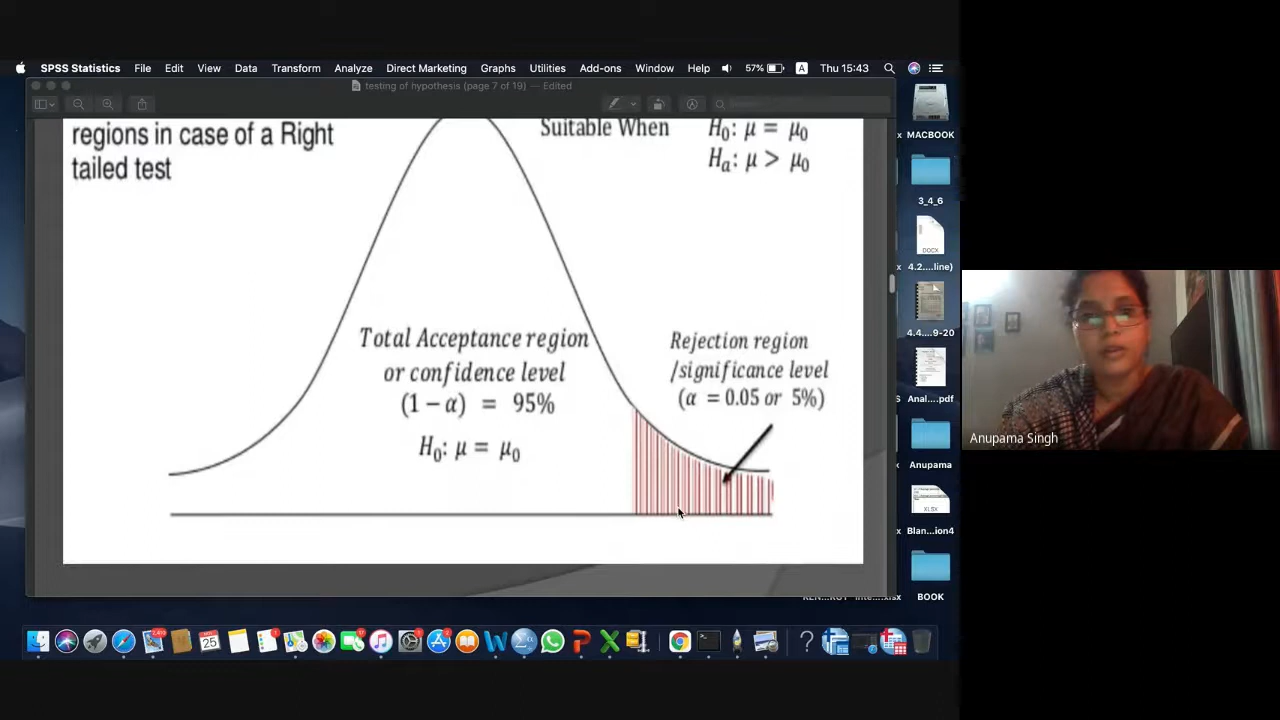 SPSS Statistics File Edit View Data Transform Analyze Direct Marketing Graphs Utilities Add-ons Window Help 57% A Thu 15:43
testing of hypothesis (page 7 of 19) — Edited
regions in case of a Right
tailed test
Suitable When
H₀: μ = μ₀
Hₐ: μ > μ₀
Total Acceptance region
or confidence level
(1 − α) = 95%
H₀: μ = μ₀
Rejection region
/significance level
(α = 0.05 or 5%)
MACBOOK
3_4_6
DOCX
4.2....line)
4.4....9-20
Anal....pdf
Anupama
XLSX
Blan...ion4
BOOK
Anupama Singh
25